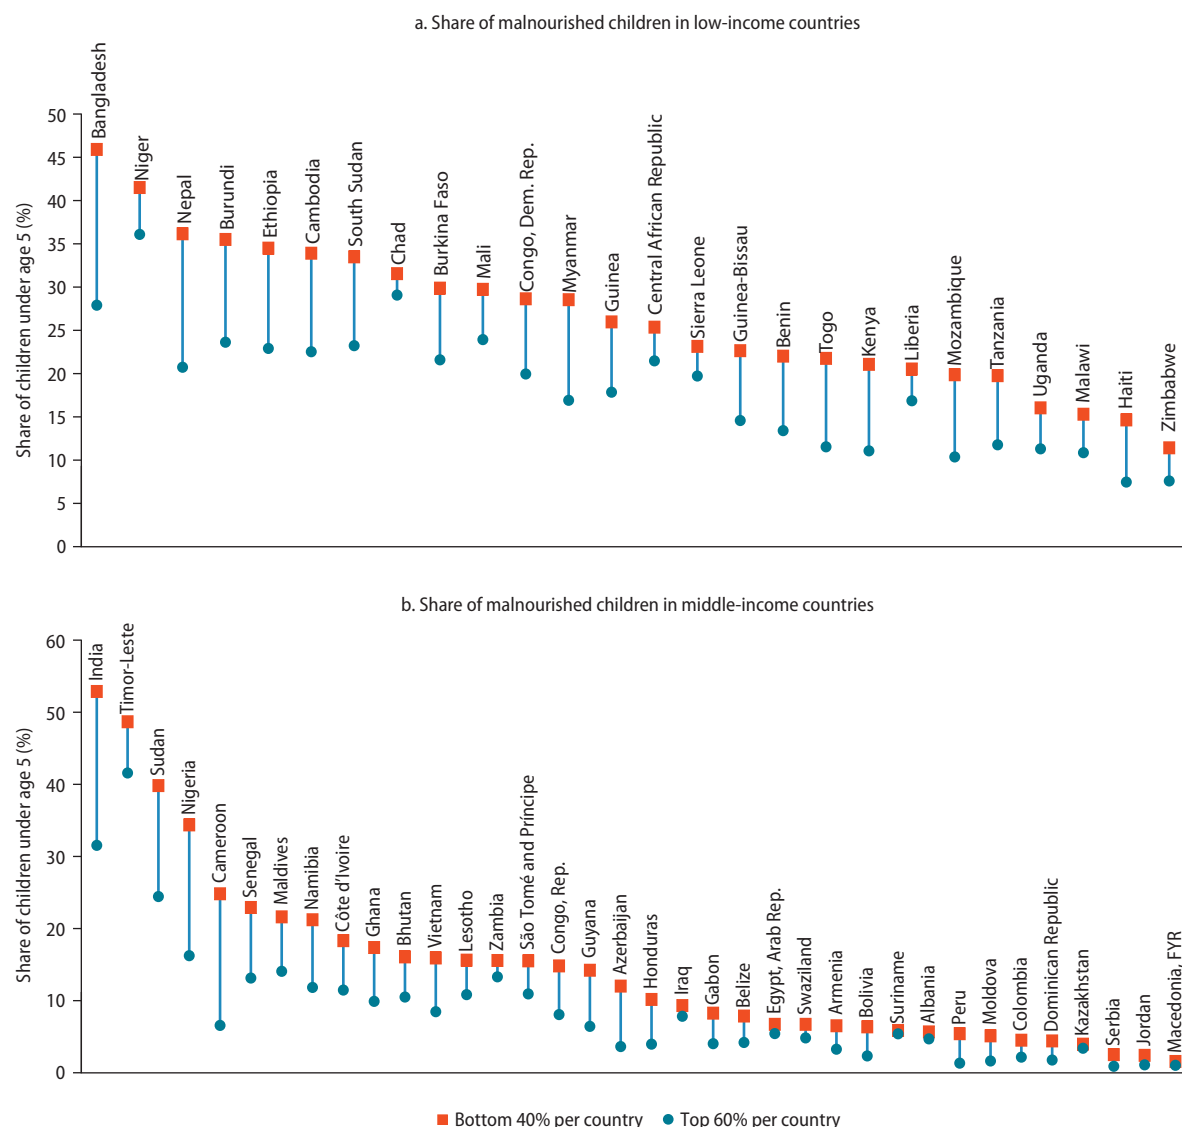 a. Share of malnourished children in low-income countries
Share of children under age 5 (%)
50
45
40
35
30
25
20
15
10
5
0
Bangladesh
Niger
Nepal
Burundi
Ethiopia
Cambodia
South Sudan
Chad
Burkina Faso
Mali
Congo, Dem. Rep.
Myanmar
Guinea
Central African Republic
Sierra Leone
Guinea-Bissau
Benin
Togo
Kenya
Liberia
Mozambique
Tanzania
Uganda
Malawi
Haiti
Zimbabwe
b. Share of malnourished children in middle-income countries
Share of children under age 5 (%)
60
50
40
30
20
10
0
India
Timor-Leste
Sudan
Nigeria
Cameroon
Senegal
Maldives
Namibia
Côte d'Ivoire
Ghana
Bhutan
Vietnam
Lesotho
Zambia
São Tomé and Príncipe
Congo, Rep.
Guyana
Azerbaijan
Honduras
Iraq
Gabon
Belize
Egypt, Arab Rep.
Swaziland
Armenia
Bolivia
Suriname
Albania
Peru
Moldova
Colombia
Dominican Republic
Kazakhstan
Serbia
Jordan
Macedonia, FYR
Bottom 40% per country
Top 60% per country